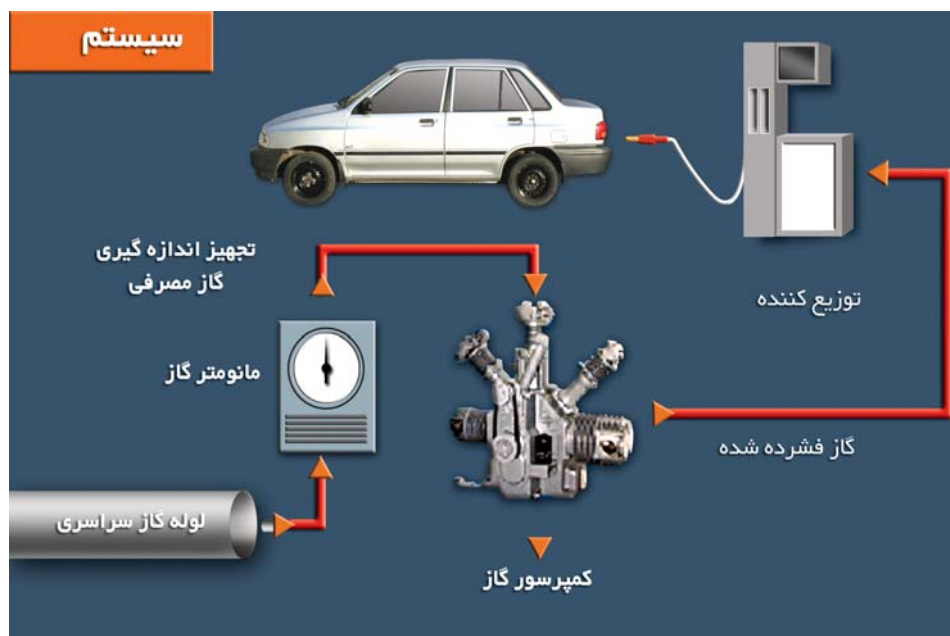 سیستم
تجهیز اندازه گیری
گاز مصرفی
توزیع کننده
مانومتر گاز
گاز فشرده شده
لوله گاز سراسری
کمپرسور گاز